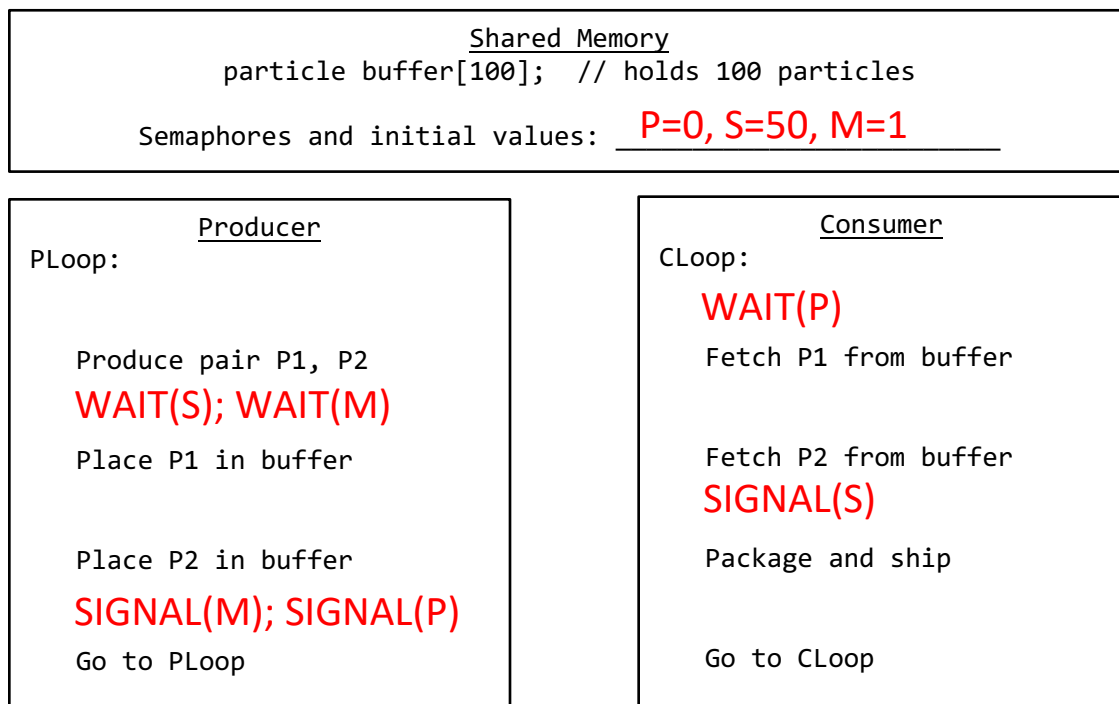 Shared Memory
particle buffer[100];  // holds 100 particles
Semaphores and initial values: P=0, S=50, M=1
Producer
PLoop:
Produce pair P1, P2
WAIT(S); WAIT(M)
Place P1 in buffer
Place P2 in buffer
SIGNAL(M); SIGNAL(P)
Go to PLoop
Consumer
CLoop:
WAIT(P)
Fetch P1 from buffer
Fetch P2 from buffer
SIGNAL(S)
Package and ship
Go to CLoop